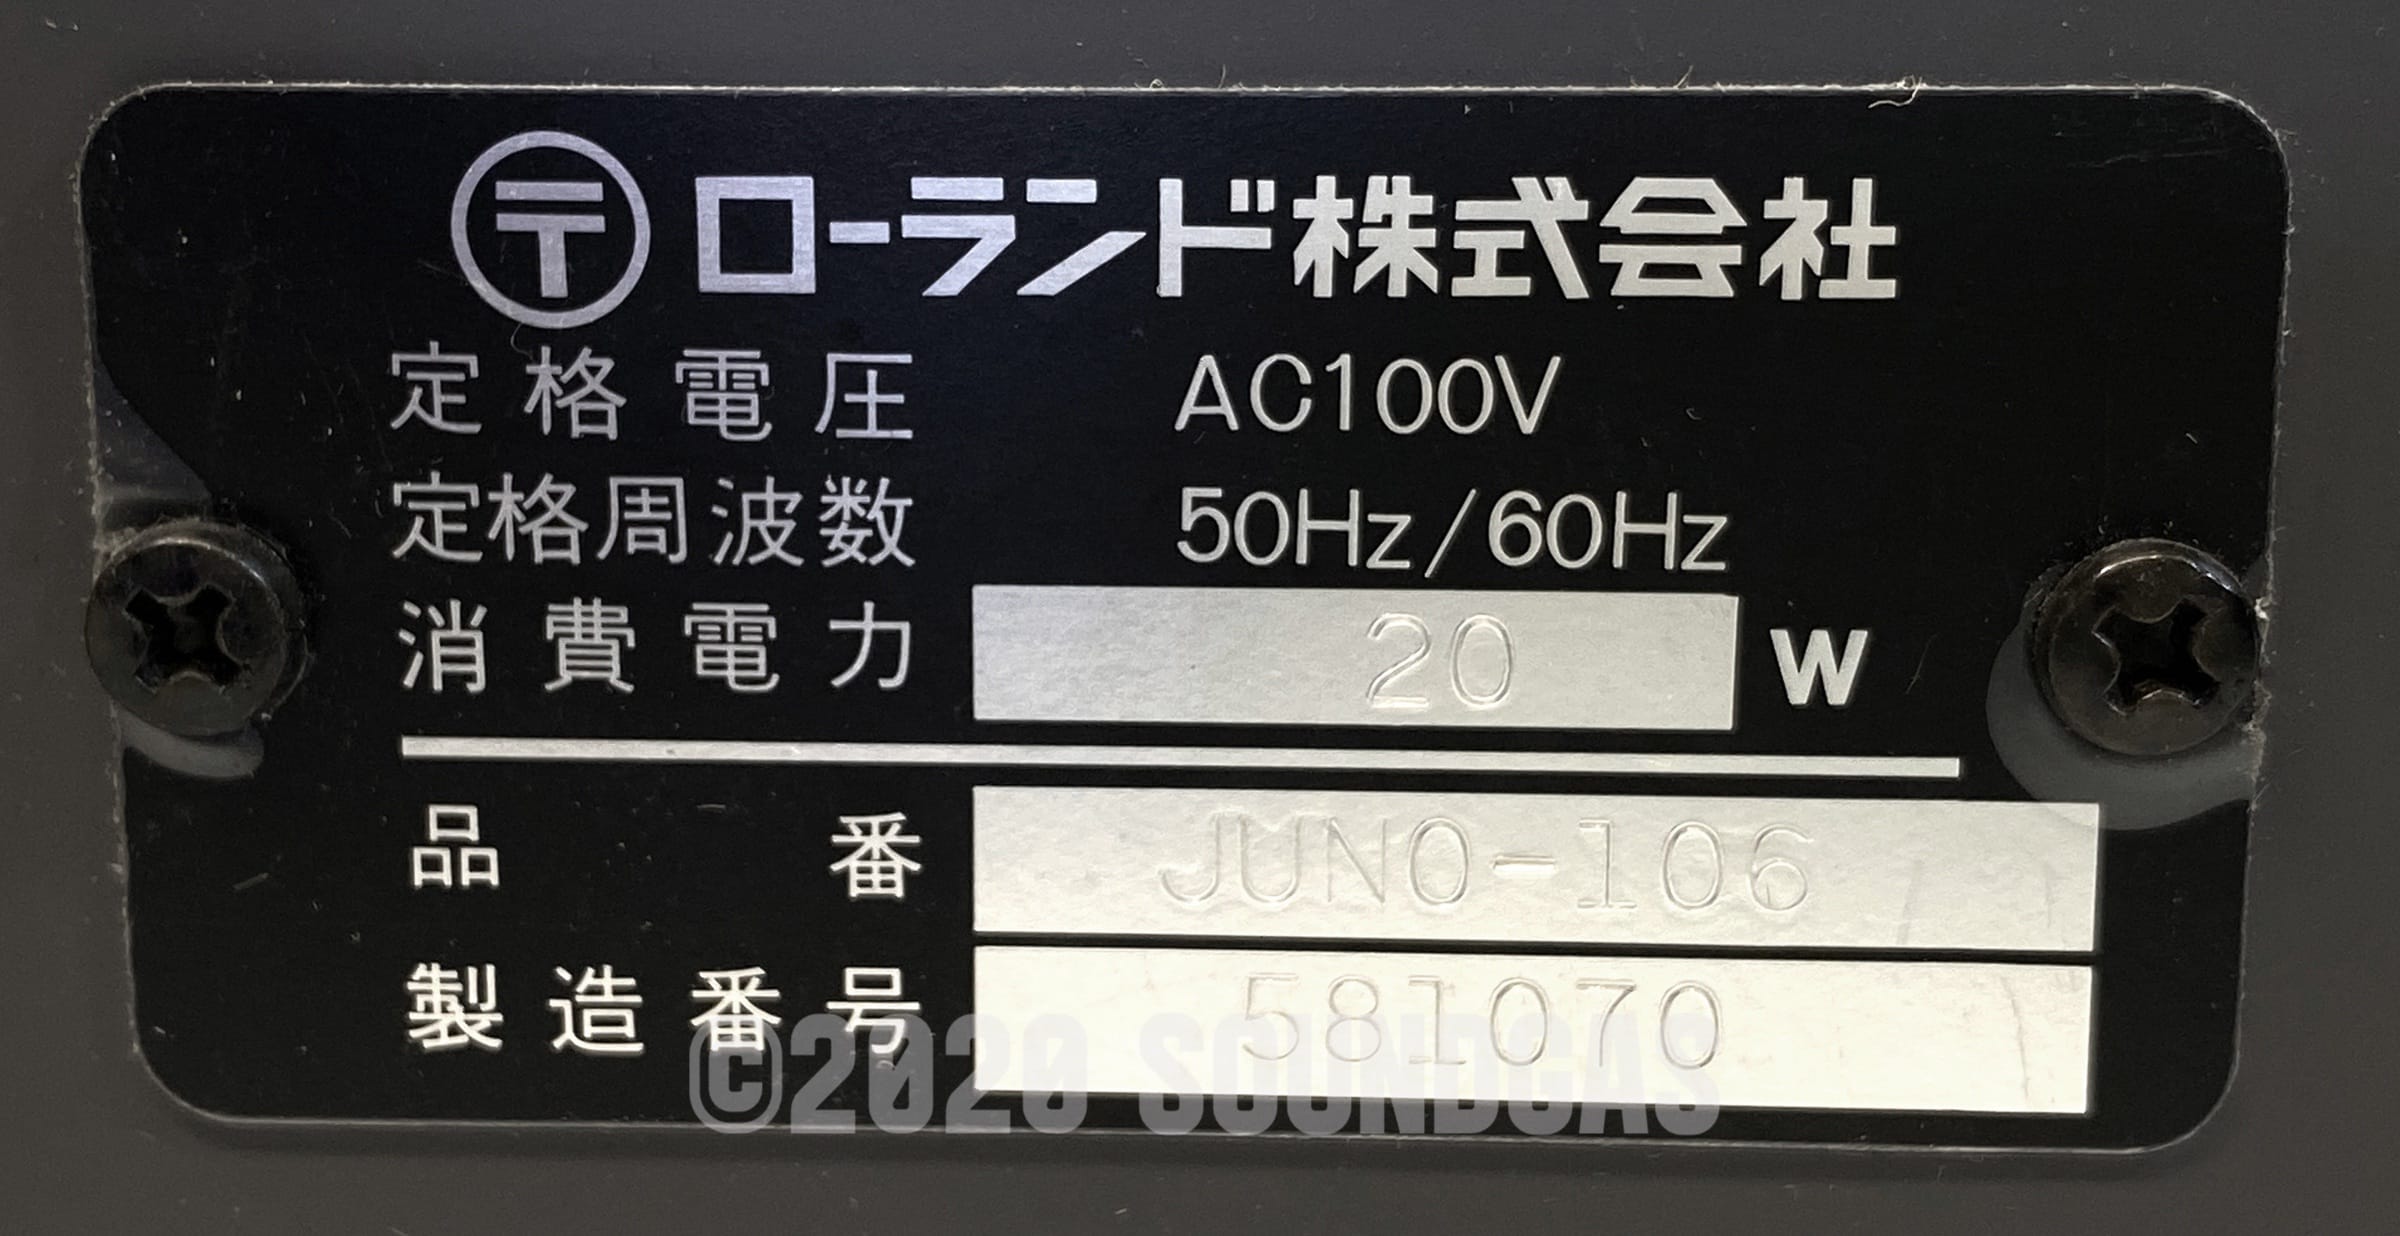 〶 ローランド株式会社
定格電圧 AC100V
定格周波数 50Hz/60Hz
消費電力 20 W
品番 JUNO-106
製造番号 581070
©2020 SOUNDGAS